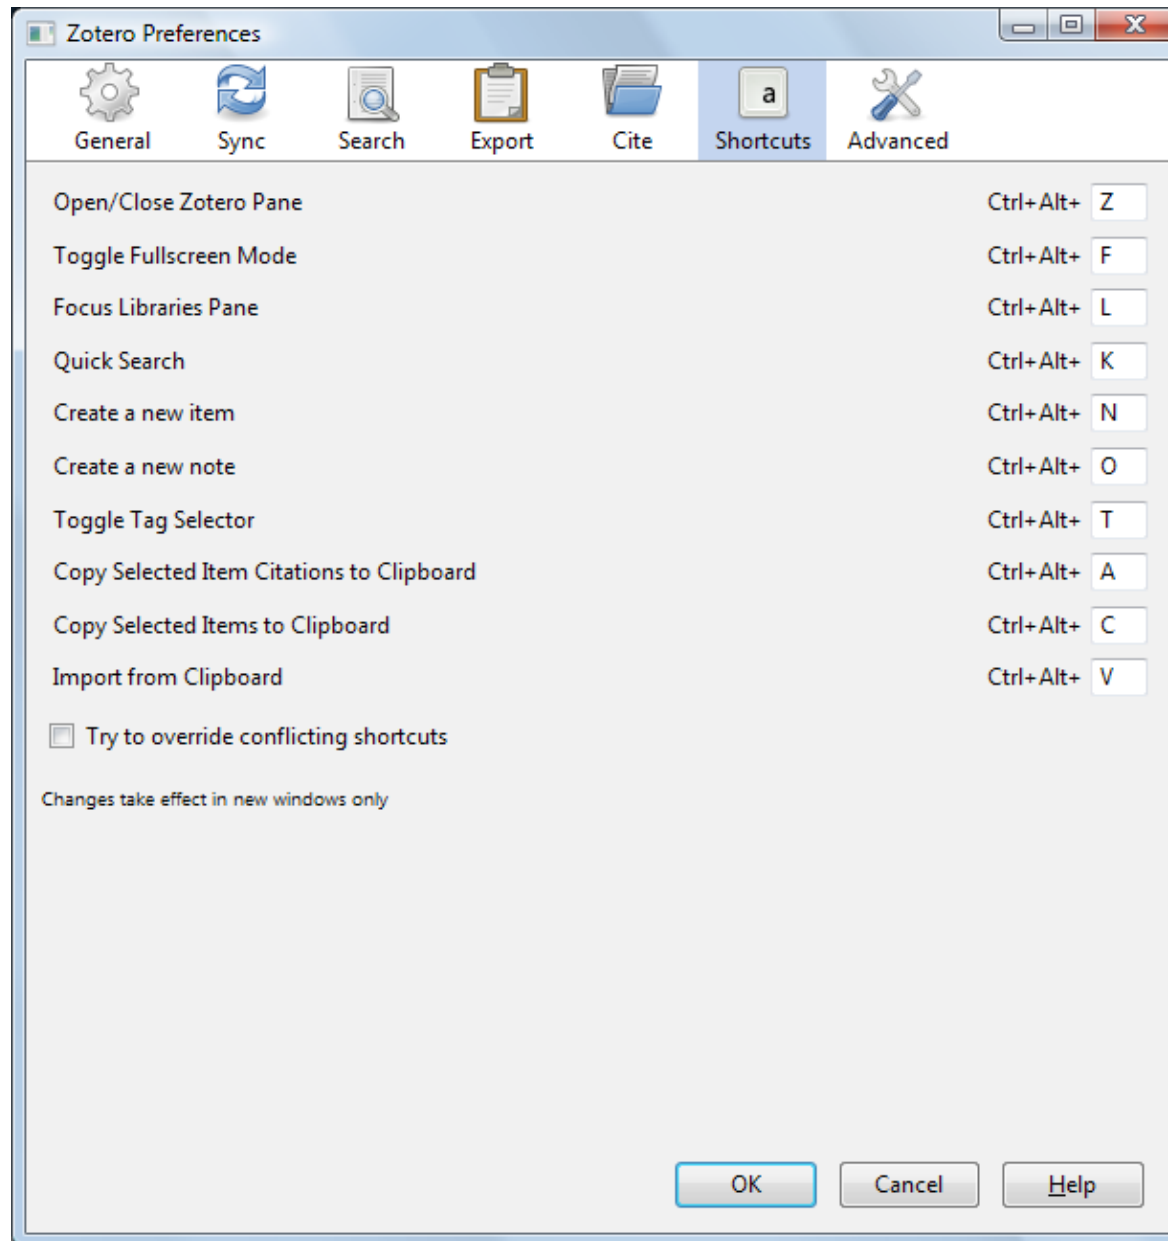 Zotero Preferences
General Sync Search Export Cite a Shortcuts Advanced
Open/Close Zotero Pane Ctrl+Alt+ Z
Toggle Fullscreen Mode Ctrl+Alt+ F
Focus Libraries Pane Ctrl+Alt+ L
Quick Search Ctrl+Alt+ K
Create a new item Ctrl+Alt+ N
Create a new note Ctrl+Alt+ O
Toggle Tag Selector Ctrl+Alt+ T
Copy Selected Item Citations to Clipboard Ctrl+Alt+ A
Copy Selected Items to Clipboard Ctrl+Alt+ C
Import from Clipboard Ctrl+Alt+ V
Try to override conflicting shortcuts
Changes take effect in new windows only
OK Cancel Help